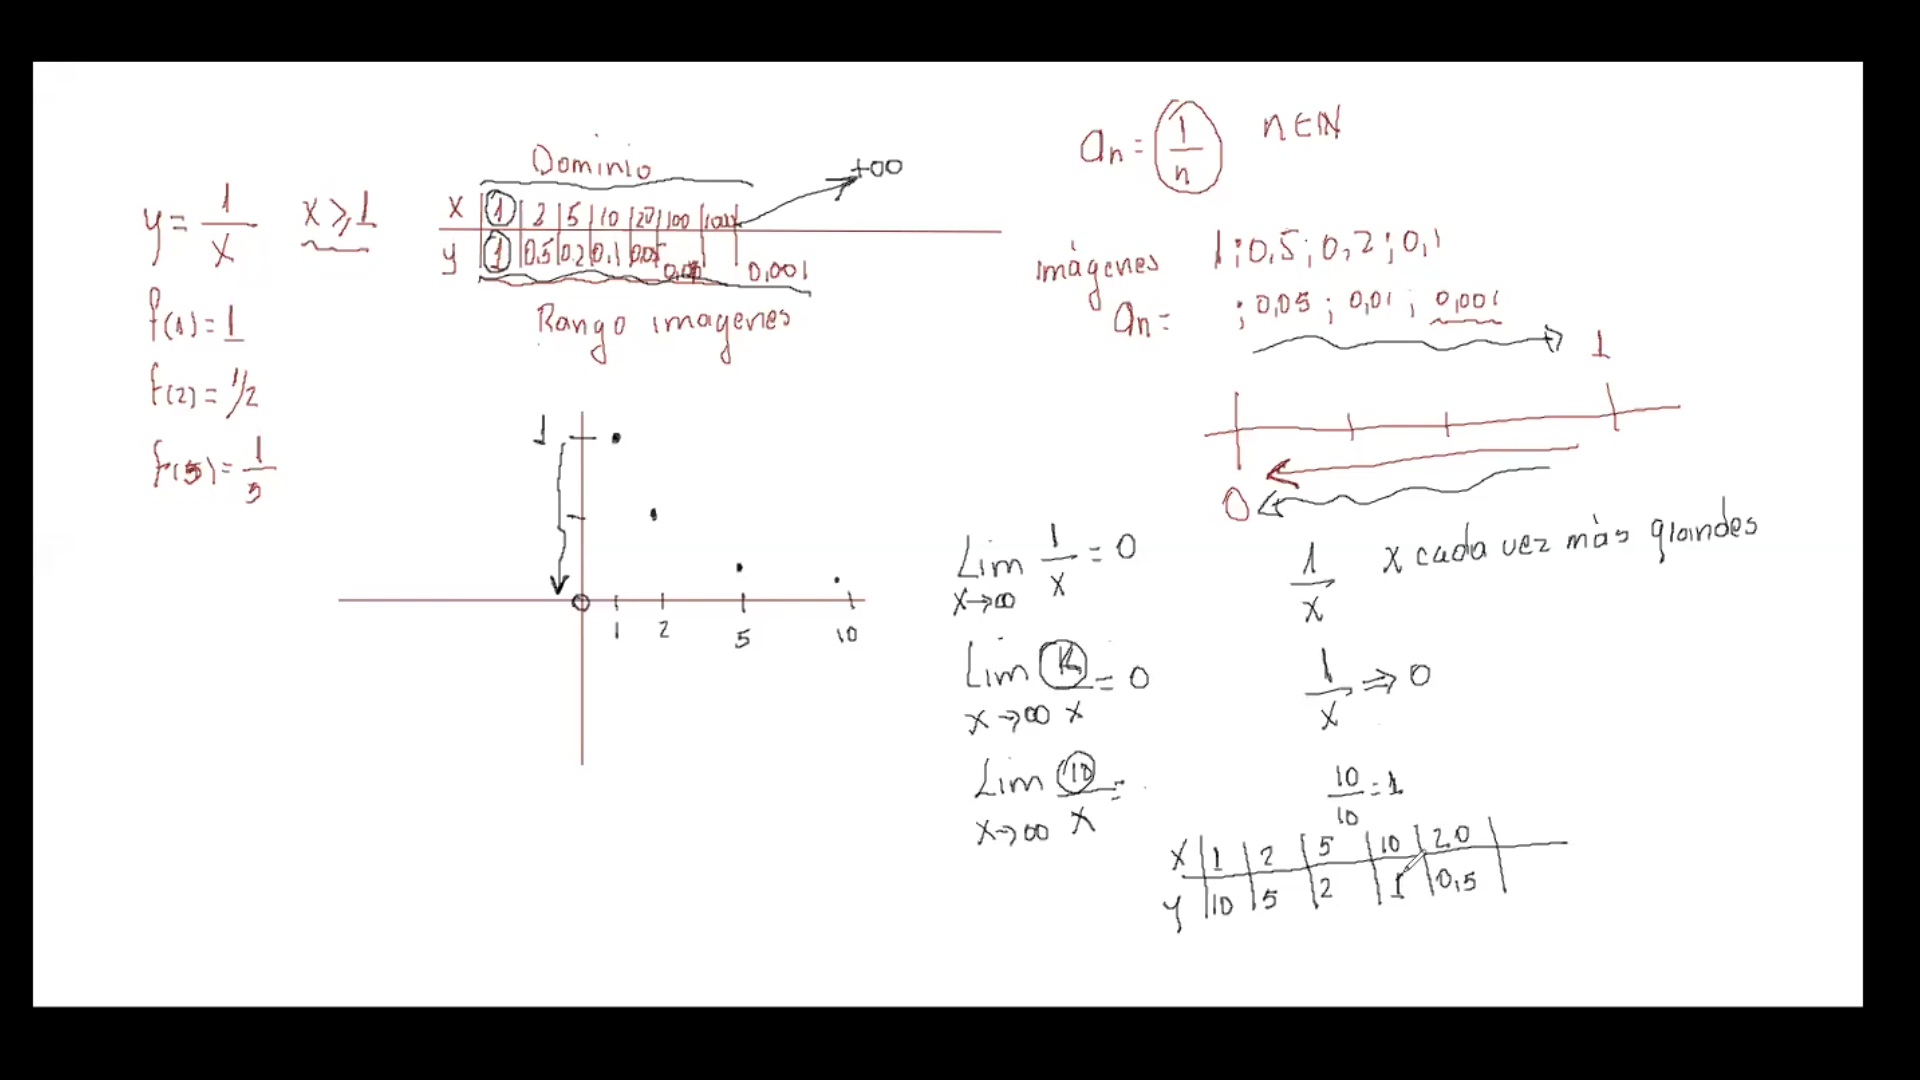 y = 1/x x ≥ 1
f(1) = 1
f(2) = 1/2
f(5) = 1/5
Dominio
+∞
x | 1 | 2 | 5 | 10 | 20 | 100 | 1000
y | 1 | 0.5 | 0.2 | 0.1 | 0.05 0,001
Rango imagenes
1
1 2 5 10
an = 1/n n∈ℕ
imágenes 1; 0,5; 0,2; 0,1
an = ; 0,05; 0,01; 0,001
1
0
Lim 1/x = 0
x→∞
Lim K/x = 0
x→∞
Lim 10/x =
x→∞
1/x x cada vez más grandes
1/x ⇒ 0
10/10 = 1
x | 1 | 2 | 5 | 10 | 20 |
y | 10 | 5 | 2 | 1 | 0,5 |